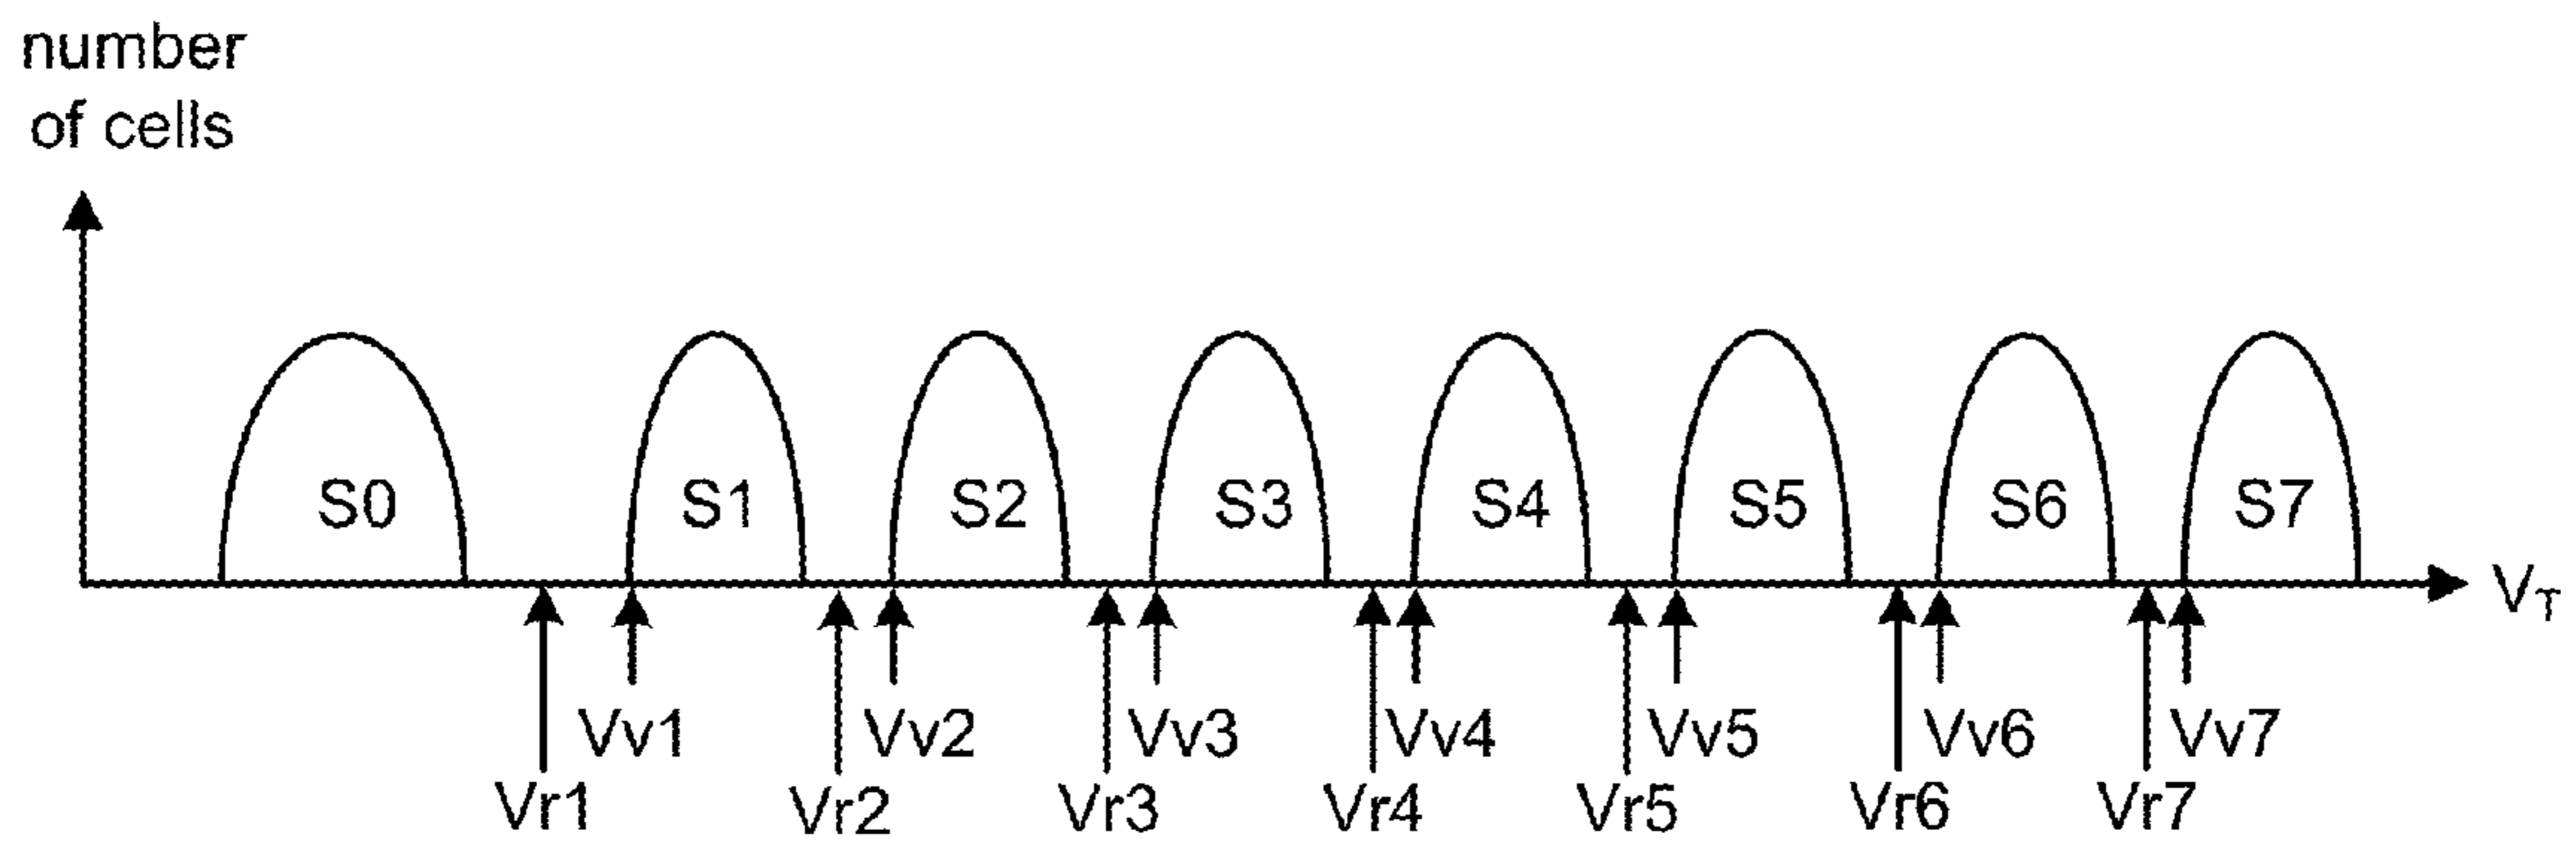 number
of cells
S0 S1 S2 S3 S4 S5 S6 S7
V_T
Vv1 Vv2 Vv3 Vv4 Vv5 Vv6 Vv7
Vr1 Vr2 Vr3 Vr4 Vr5 Vr6 Vr7